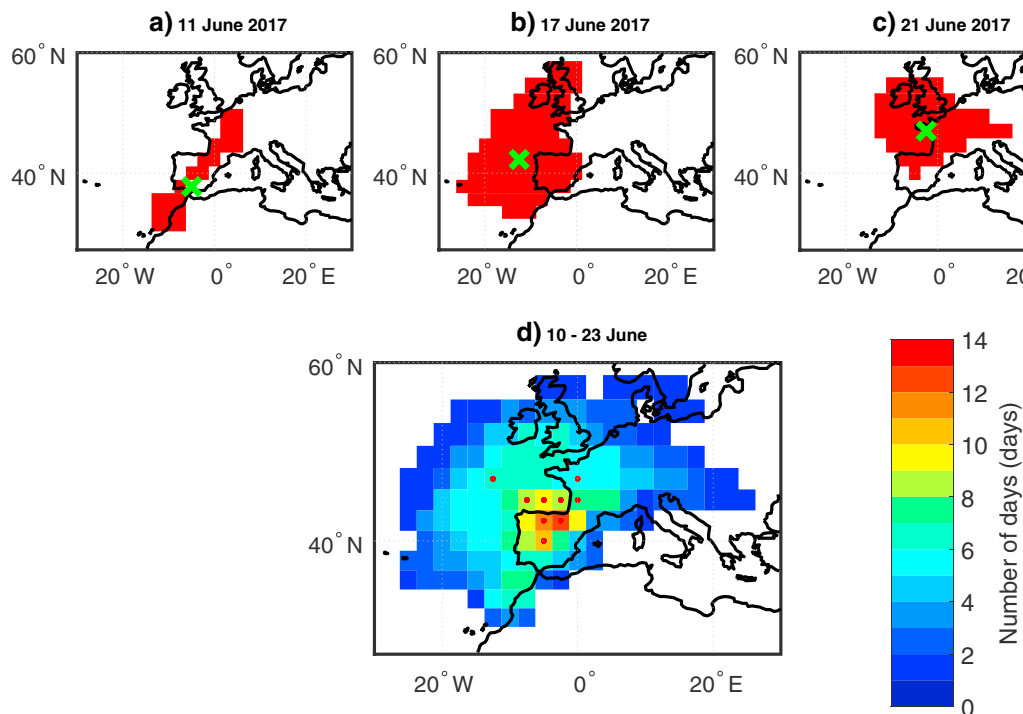 a) 11 June 2017
b) 17 June 2017
c) 21 June 2017
60° N
40° N
20° W
0°
20° E
60° N
40° N
20° W
0°
20° E
60° N
40° N
20° W
0°
20
d) 10 - 23 June
60° N
40° N
20° W
0°
20° E
14
12
10
8
6
4
2
0
Number of days (days)